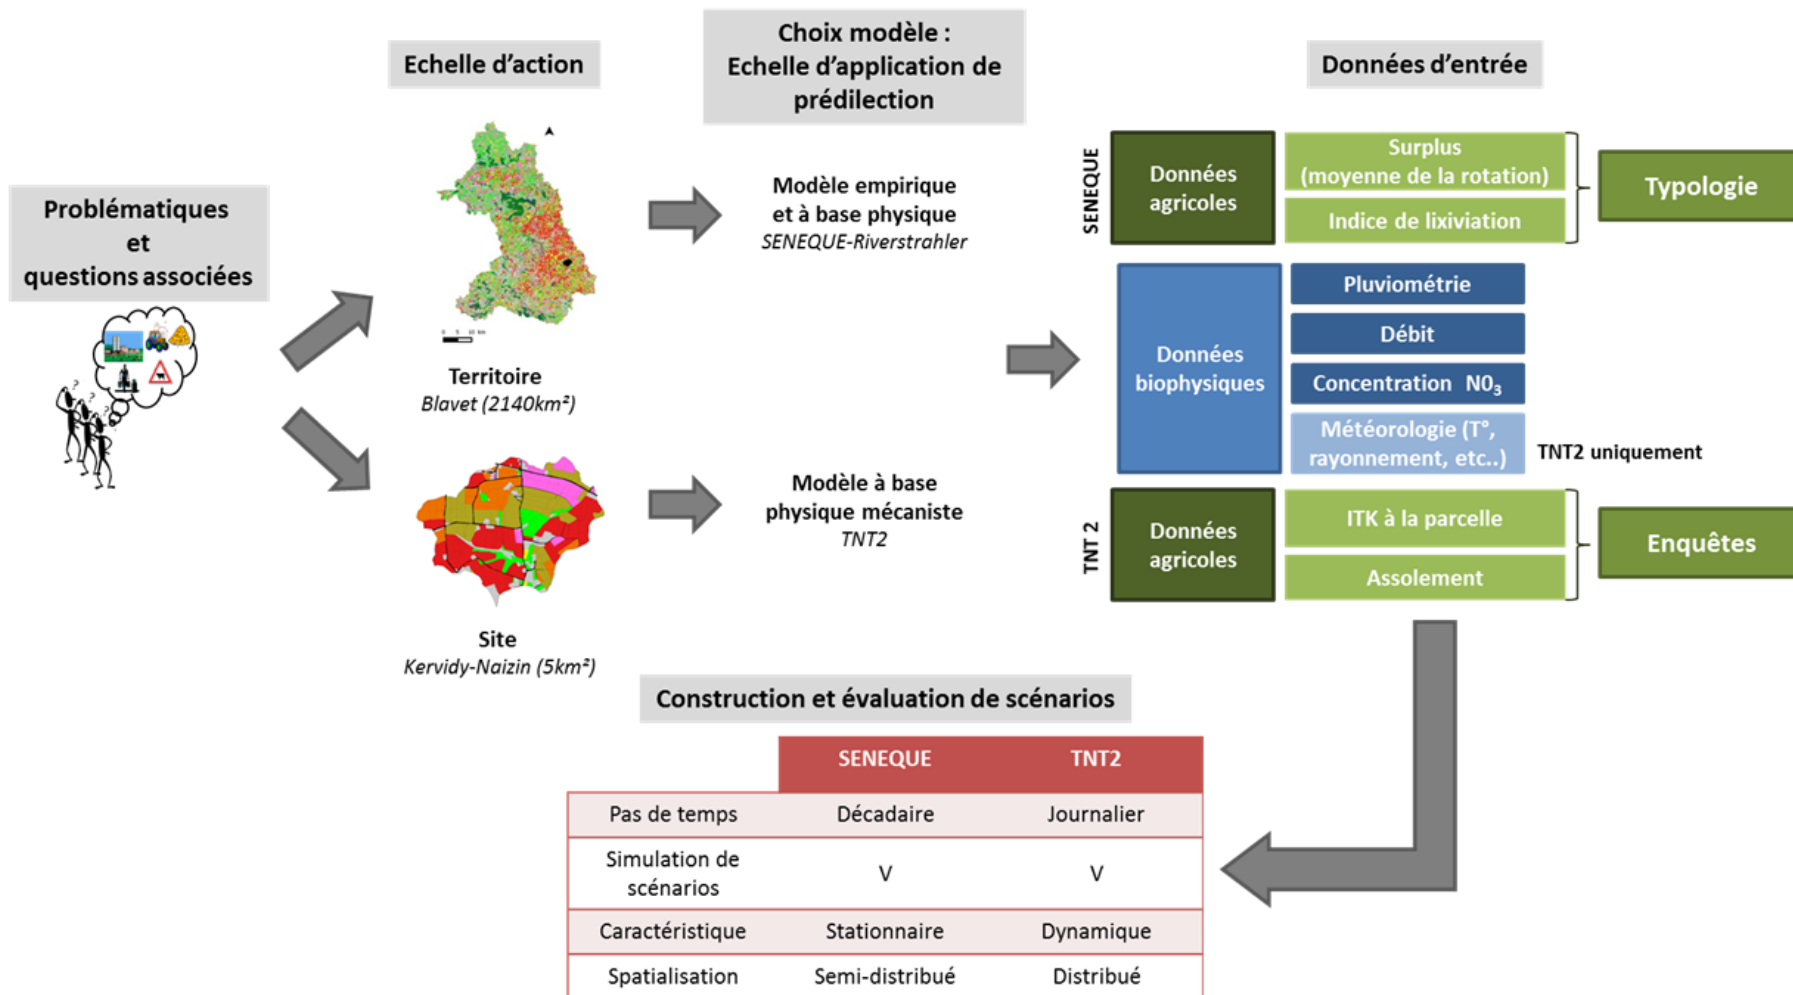 Problématiques
et
questions associées
?
?
?
Echelle d'action
0 5 10 km
Territoire
Blavet (2140km²)
Site
Kervidy-Naizin (5km²)
Choix modèle :
Echelle d'application de
prédilection
Modèle empirique
et à base physique
SENEQUE-Riverstrahler
Modèle à base
physique mécaniste
TNT2
Données d'entrée
SENEQUE
Données
agricoles
Surplus
(moyenne de la rotation)
Indice de lixiviation
Typologie
Données
biophysiques
Pluviométrie
Débit
Concentration N0₃
Météorologie (T°,
rayonnement, etc..)
TNT2 uniquement
TNT 2
Données
agricoles
ITK à la parcelle
Assolement
Enquêtes
Construction et évaluation de scénarios
SENEQUE TNT2
Pas de temps Décadaire Journalier
Simulation de
scénarios V V
Caractéristique Stationnaire Dynamique
Spatialisation Semi-distribué Distribué